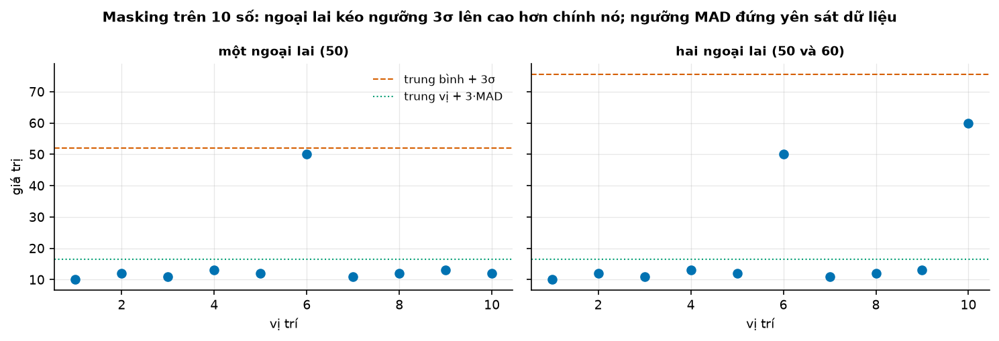 Masking trên 10 số: ngoại lai kéo ngưỡng 3σ lên cao hơn chính nó; ngưỡng MAD đứng yên sát dữ liệu
một ngoại lai (50)
trung bình + 3σ
trung vị + 3·MAD
giá trị
70
60
50
40
30
20
10
2
4
6
8
10
vị trí
hai ngoại lai (50 và 60)
2
4
6
8
10
vị trí